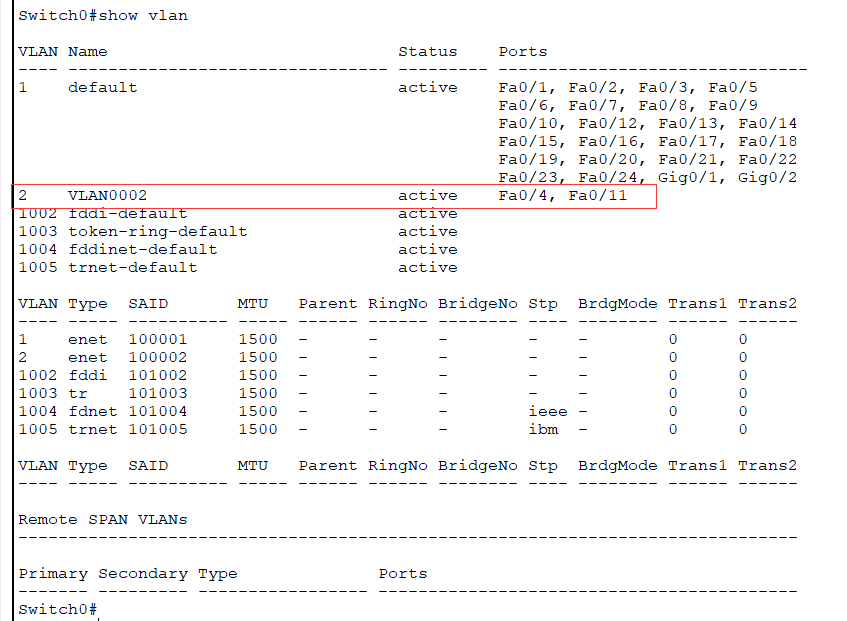 Switch0#show vlan
VLAN Name                             Status    Ports
---- -------------------------------- --------- -------------------------------
1    default                          active    Fa0/1, Fa0/2, Fa0/3, Fa0/5
                                                Fa0/6, Fa0/7, Fa0/8, Fa0/9
                                                Fa0/10, Fa0/12, Fa0/13, Fa0/14
                                                Fa0/15, Fa0/16, Fa0/17, Fa0/18
                                                Fa0/19, Fa0/20, Fa0/21, Fa0/22
                                                Fa0/23, Fa0/24, Gig0/1, Gig0/2
2    VLAN0002                         active    Fa0/4, Fa0/11
1002 fddi-default                     active
1003 token-ring-default               active
1004 fddinet-default                  active
1005 trnet-default                    active
VLAN Type  SAID       MTU   Parent RingNo BridgeNo Stp  BrdgMode Trans1 Trans2
---- ----- ---------- ----- ------ ------ -------- ---- -------- ------ ------
1    enet  100001     1500  -      -      -        -    -        0      0
2    enet  100002     1500  -      -      -        -    -        0      0
1002 fddi  101002     1500  -      -      -        -    -        0      0
1003 tr    101003     1500  -      -      -        -    -        0      0
1004 fdnet 101004     1500  -      -      -        ieee -        0      0
1005 trnet 101005     1500  -      -      -        ibm  -        0      0
VLAN Type  SAID       MTU   Parent RingNo BridgeNo Stp  BrdgMode Trans1 Trans2
---- ----- ---------- ----- ------ ------ -------- ---- -------- ------ ------
Remote SPAN VLANs
------------------------------------------------------------------------------
Primary Secondary Type              Ports
------- --------- ----------------- ------------------------------------------
Switch0#